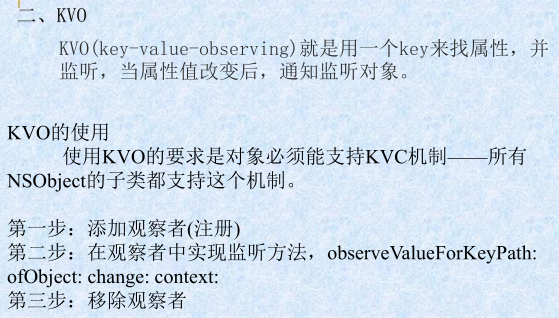 二、KVO
KVO(key-value-observing)就是用一个key来找属性，并
监听，当属性值改变后，通知监听对象。
KVO的使用
使用KVO的要求是对象必须能支持KVC机制——所有
NSObject的子类都支持这个机制。
第一步：添加观察者(注册)
第二步：在观察者中实现监听方法，observeValueForKeyPath:
ofObject: change: context:
第三步：移除观察者